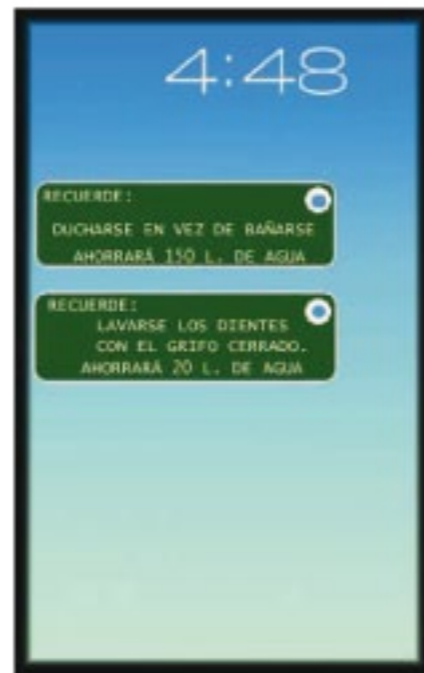 4:48
RECUERDE:
DUCHARSE EN VEZ DE BAÑARSE
AHORRARÁ 150 L. DE AGUA
RECUERDE:
LAVARSE LOS DIENTES
CON EL GRIFO CERRADO.
AHORRARÁ 20 L. DE AGUA